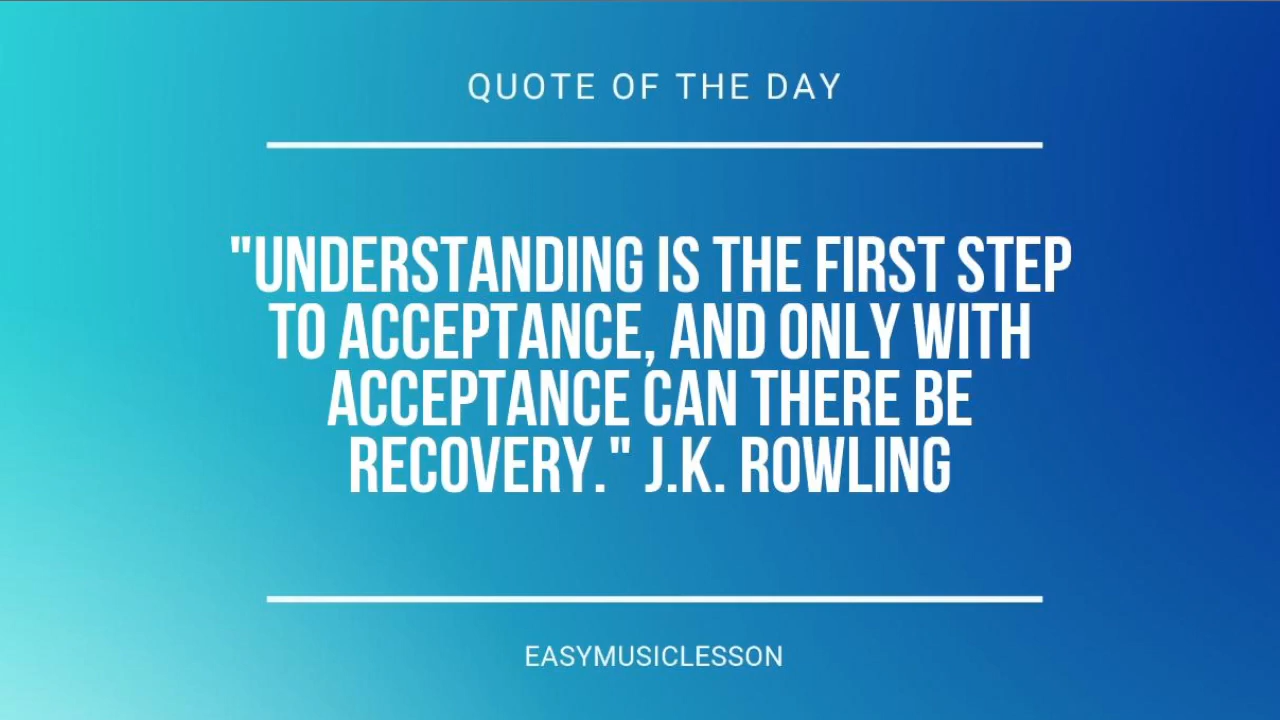 QUOTE OF THE DAY
"UNDERSTANDING IS THE FIRST STEP
TO ACCEPTANCE, AND ONLY WITH
ACCEPTANCE CAN THERE BE
RECOVERY." J.K. ROWLING
EASYMUSICLESSON